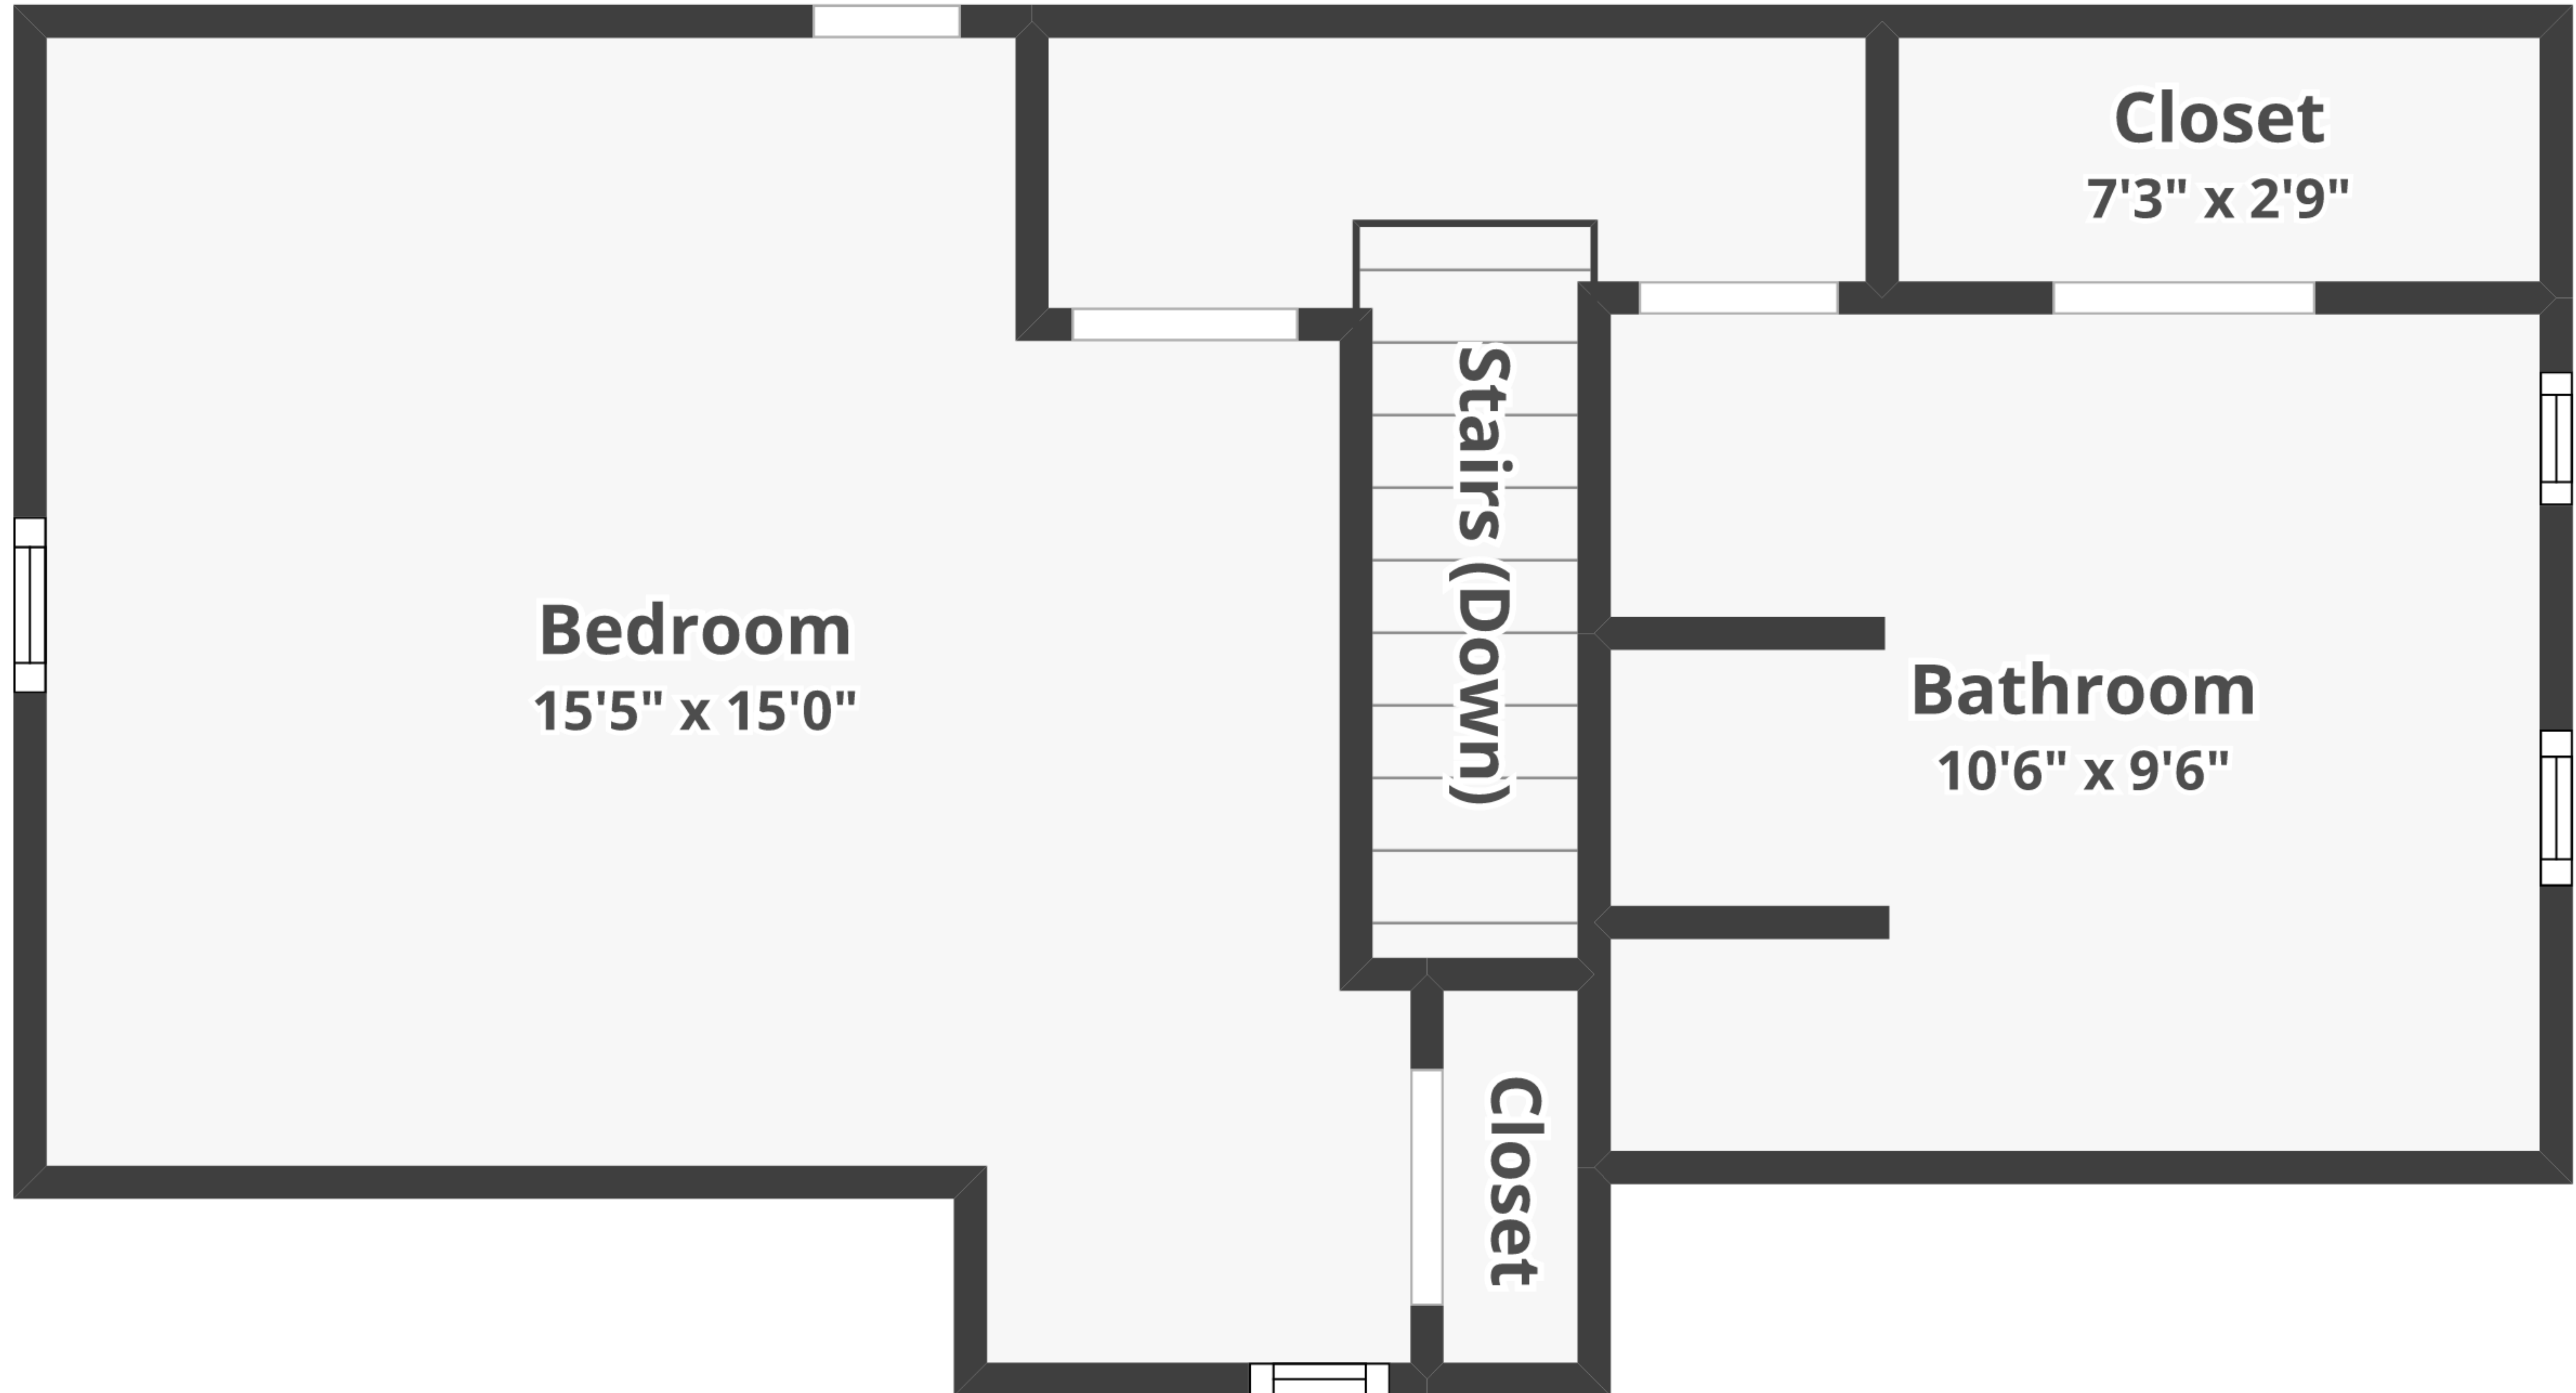 Closet
7'3" x 2'9"
Stairs (Down)
Bedroom
15'5" x 15'0"
Bathroom
10'6" x 9'6"
Closet